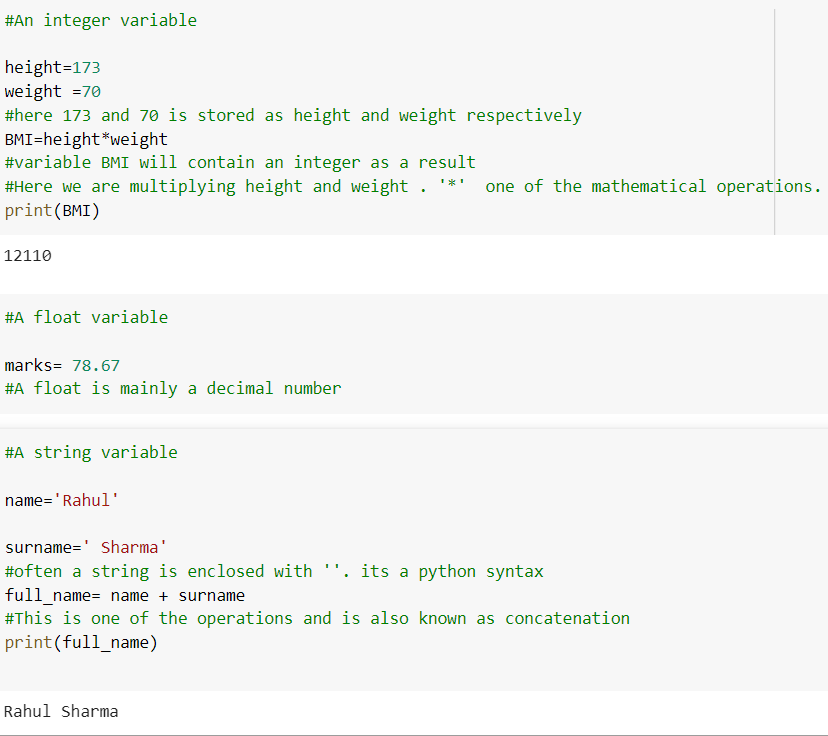 #An integer variable
height=173
weight =70
#here 173 and 70 is stored as height and weight respectively
BMI=height*weight
#variable BMI will contain an integer as a result
#Here we are multiplying height and weight . '*'  one of the mathematical operations.
print(BMI)
12110
#A float variable
marks= 78.67
#A float is mainly a decimal number
#A string variable
name='Rahul'
surname=' Sharma'
#often a string is enclosed with ''. its a python syntax
full_name= name + surname
#This is one of the operations and is also known as concatenation
print(full_name)
Rahul Sharma